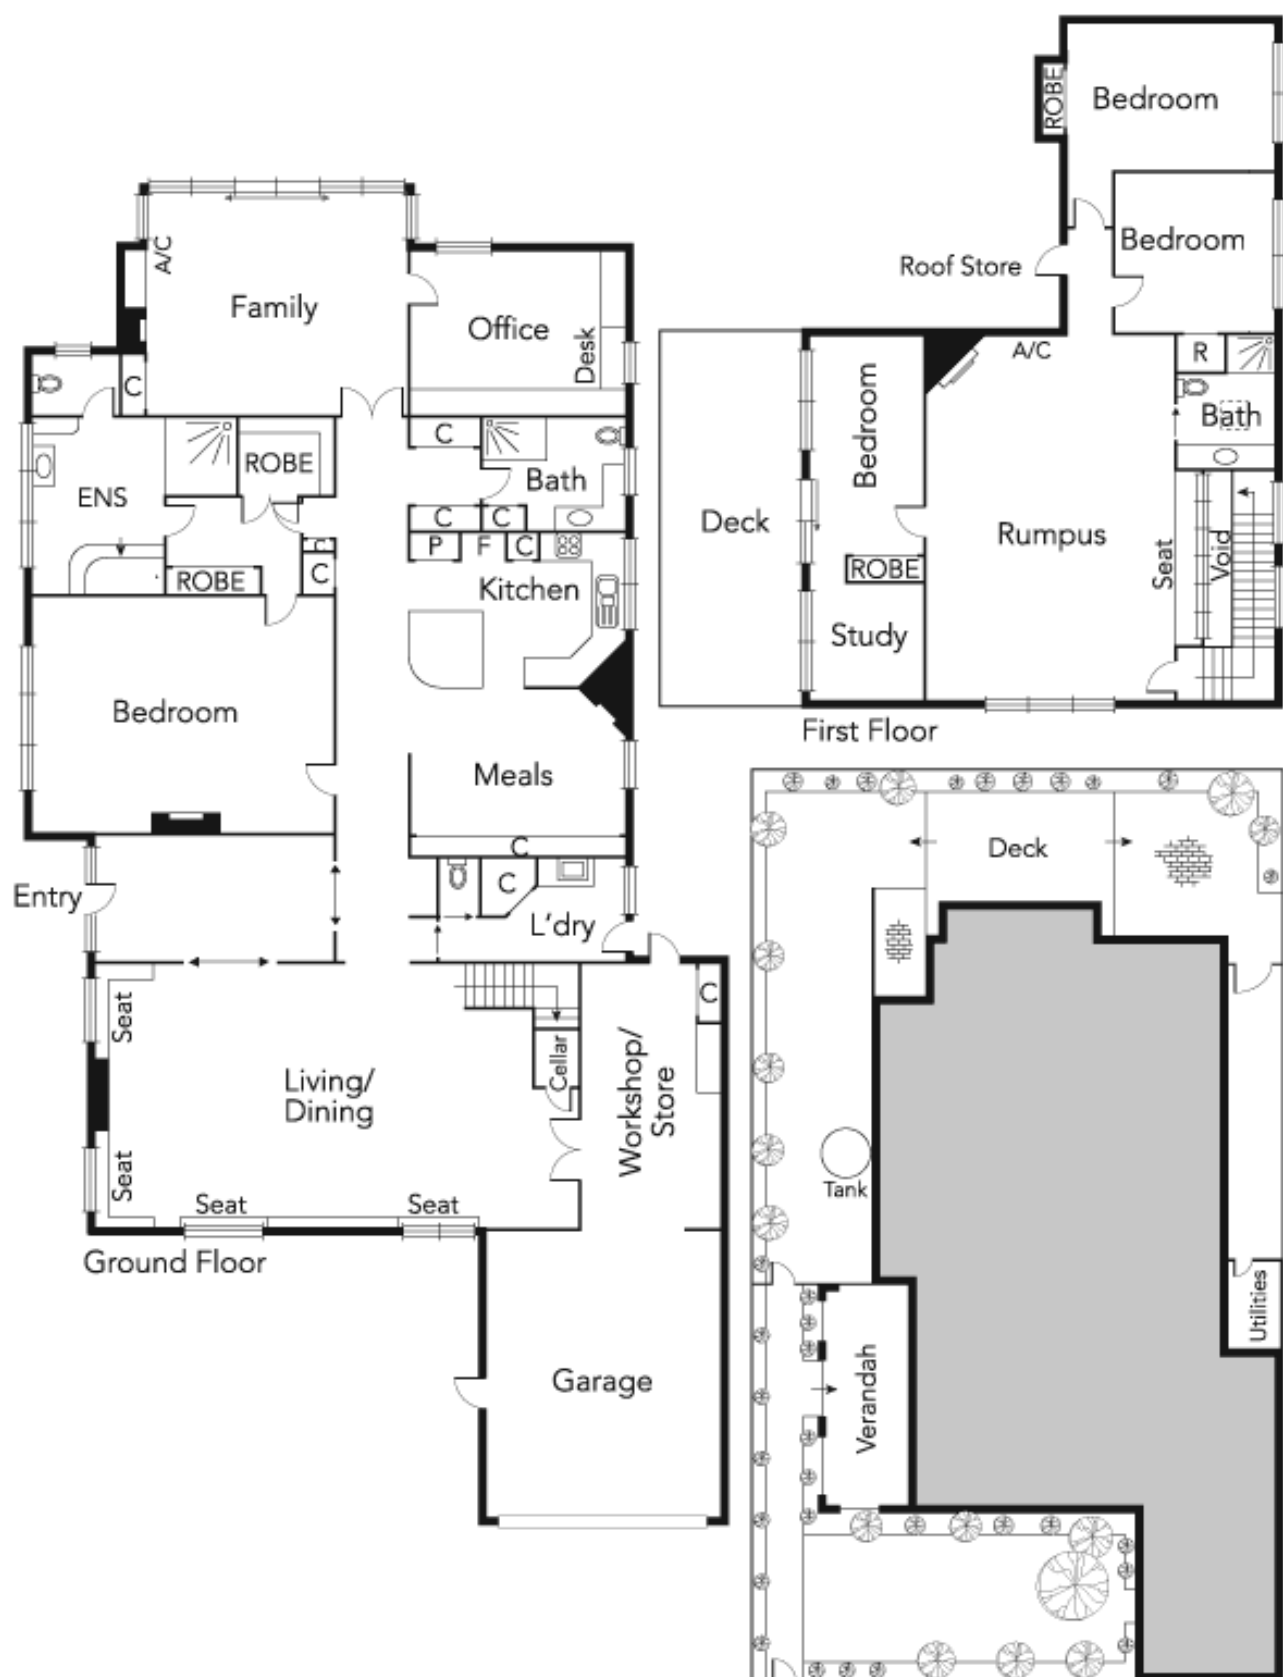 A/C
Family
Office
Desk
C
ROBE
ENS
C
Bath
C
C
P
F
C
Kitchen
C
C
ROBE
Bedroom
Meals
C
Entry
C
L'dry
Seat
Seat
Living/
Dining
Cellar
C
Workshop/
Store
Seat
Seat
Ground Floor
Garage
ROBE
Bedroom
Bedroom
Roof Store
A/C
R
Bath
Bedroom
Deck
Rumpus
Seat
Void
ROBE
Study
First Floor
Deck
Tank
Utilities
Verandah